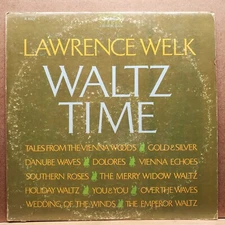 LAWRENCE WELK
WALTZ
TIME
TALES FROM THE VIENNA WOODS GOLD & SILVER
DANUBE WAVES DOLORES VIENNA ECHOES
SOUTHERN ROSES THE MERRY WIDOW WALTZ
HOLIDAY WALTZ YOU & YOU OVER THE WAVES
WEDDING OF THE WINDS THE EMPEROR WALTZ